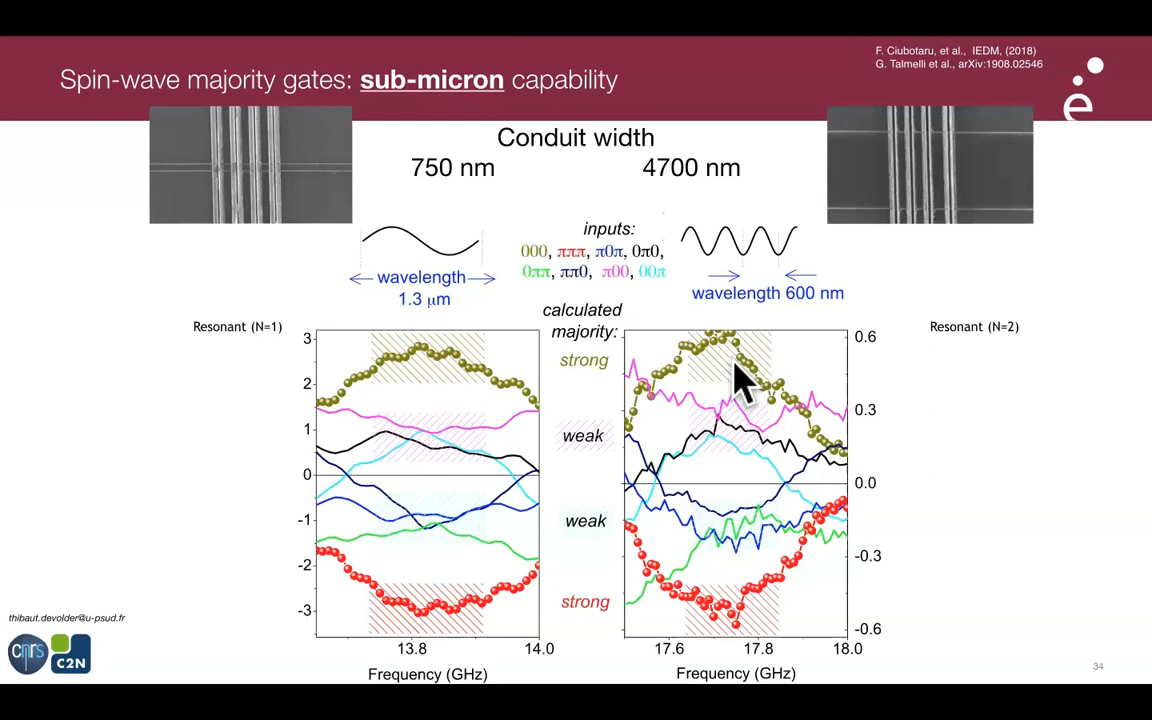 F. Ciubotaru, et al., IEDM, (2018)
G. Talmelli et al., arXiv:1908.02546
Spin-wave majority gates: sub-micron capability
e
Conduit width
750 nm
4700 nm
inputs:
000, πππ, π0π, 0π0,
0ππ, ππ0, π00, 00π
wavelength
1.3 μm
wavelength 600 nm
calculated
majority:
Resonant (N=1)
Resonant (N=2)
strong
weak
weak
strong
3
2
1
0
-1
-2
-3
0.6
0.3
0.0
-0.3
-0.6
13.8
14.0
17.6
17.8
18.0
Frequency (GHz)
Frequency (GHz)
thibaut.devolder@u-psud.fr
cnrs
C2N
34